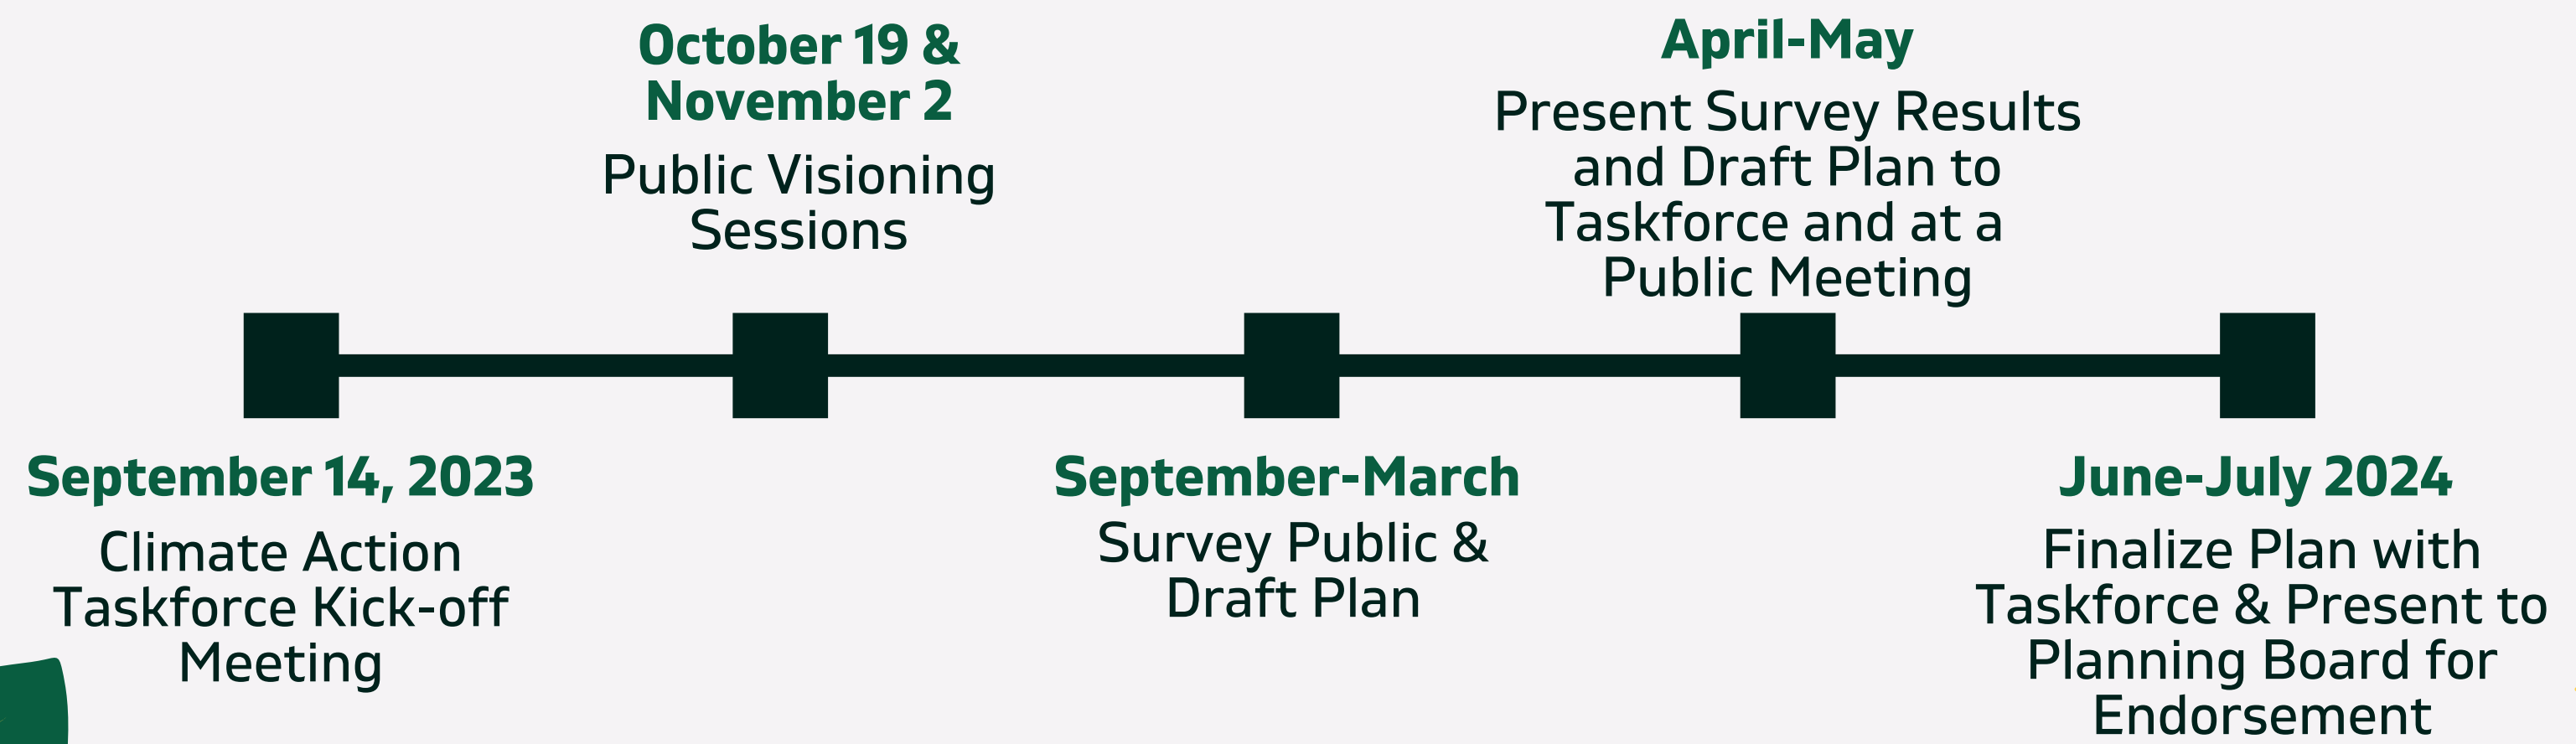 September 14, 2023
Climate Action
Taskforce Kick-off
Meeting
October 19 &
November 2
Public Visioning
Sessions
September-March
Survey Public &
Draft Plan
April-May
Present Survey Results
and Draft Plan to
Taskforce and at a
Public Meeting
June-July 2024
Finalize Plan with
Taskforce & Present to
Planning Board for
Endorsement